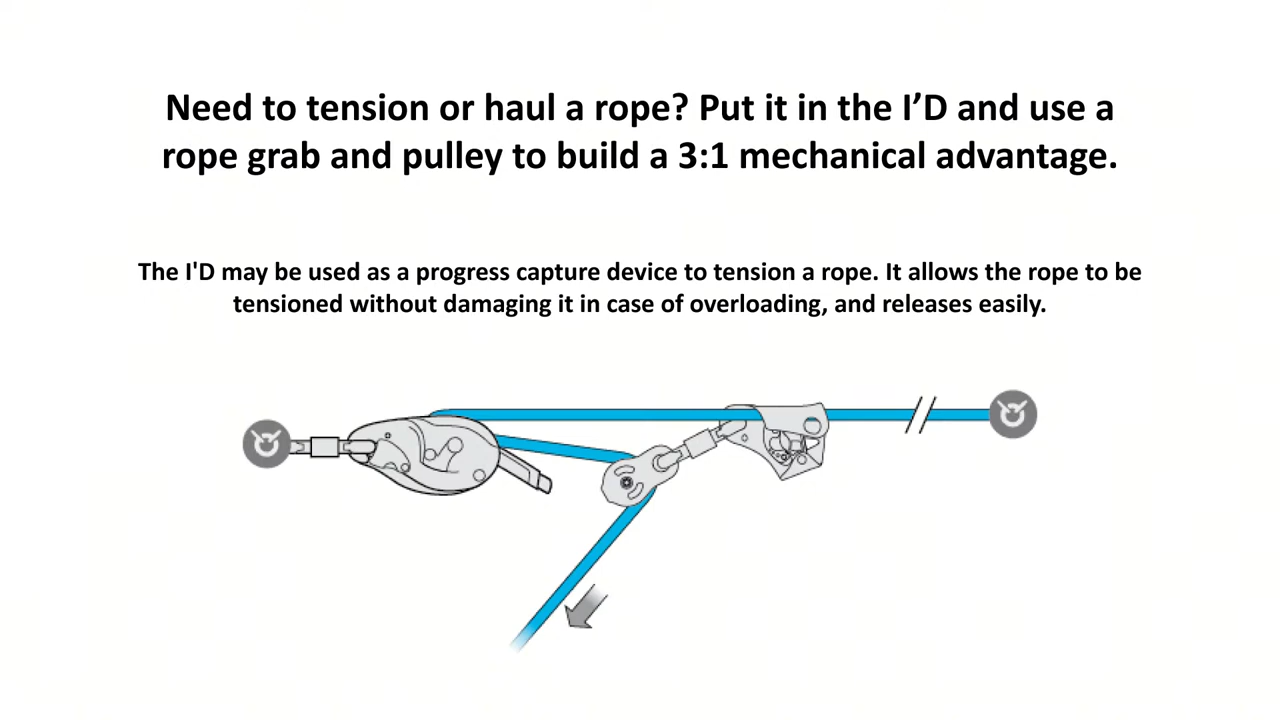 Need to tension or haul a rope? Put it in the I’D and use a
rope grab and pulley to build a 3:1 mechanical advantage.
The I'D may be used as a progress capture device to tension a rope. It allows the rope to be
tensioned without damaging it in case of overloading, and releases easily.